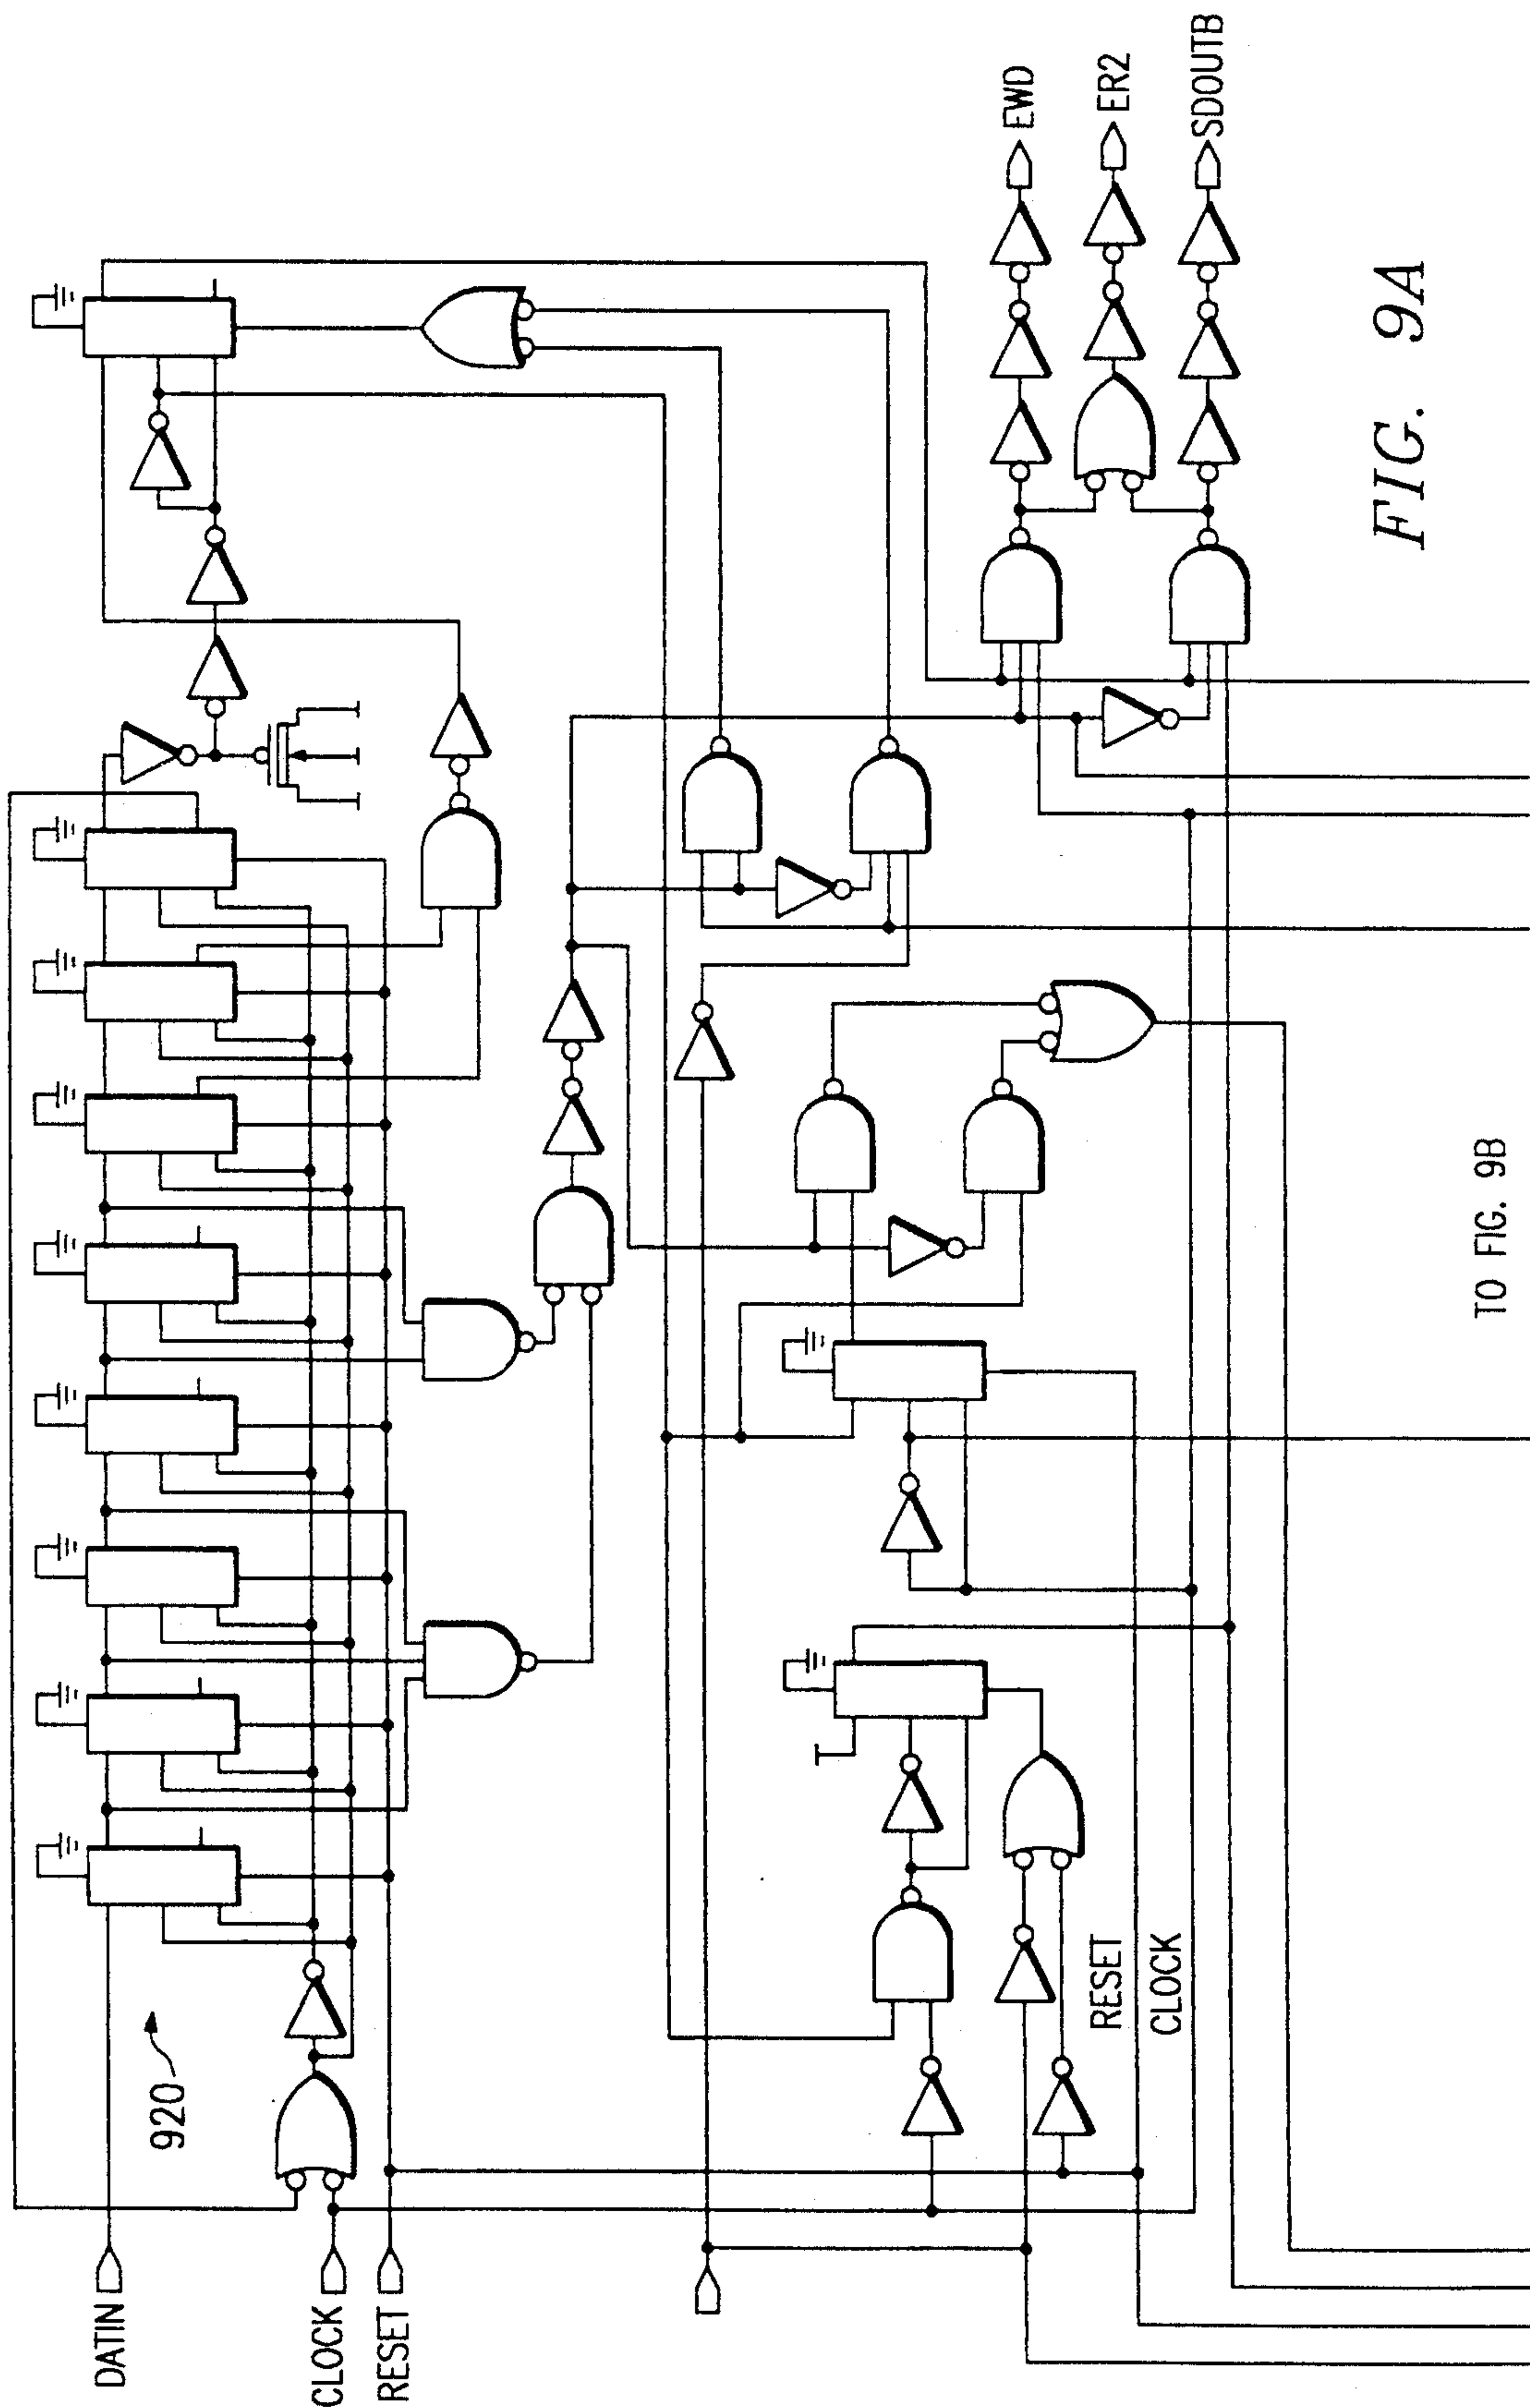 DATIN
920
CLOCK
RESET
RESET
CLOCK
EWD
ER2
SDOUTB
TO FIG. 9B
FIG. 9A